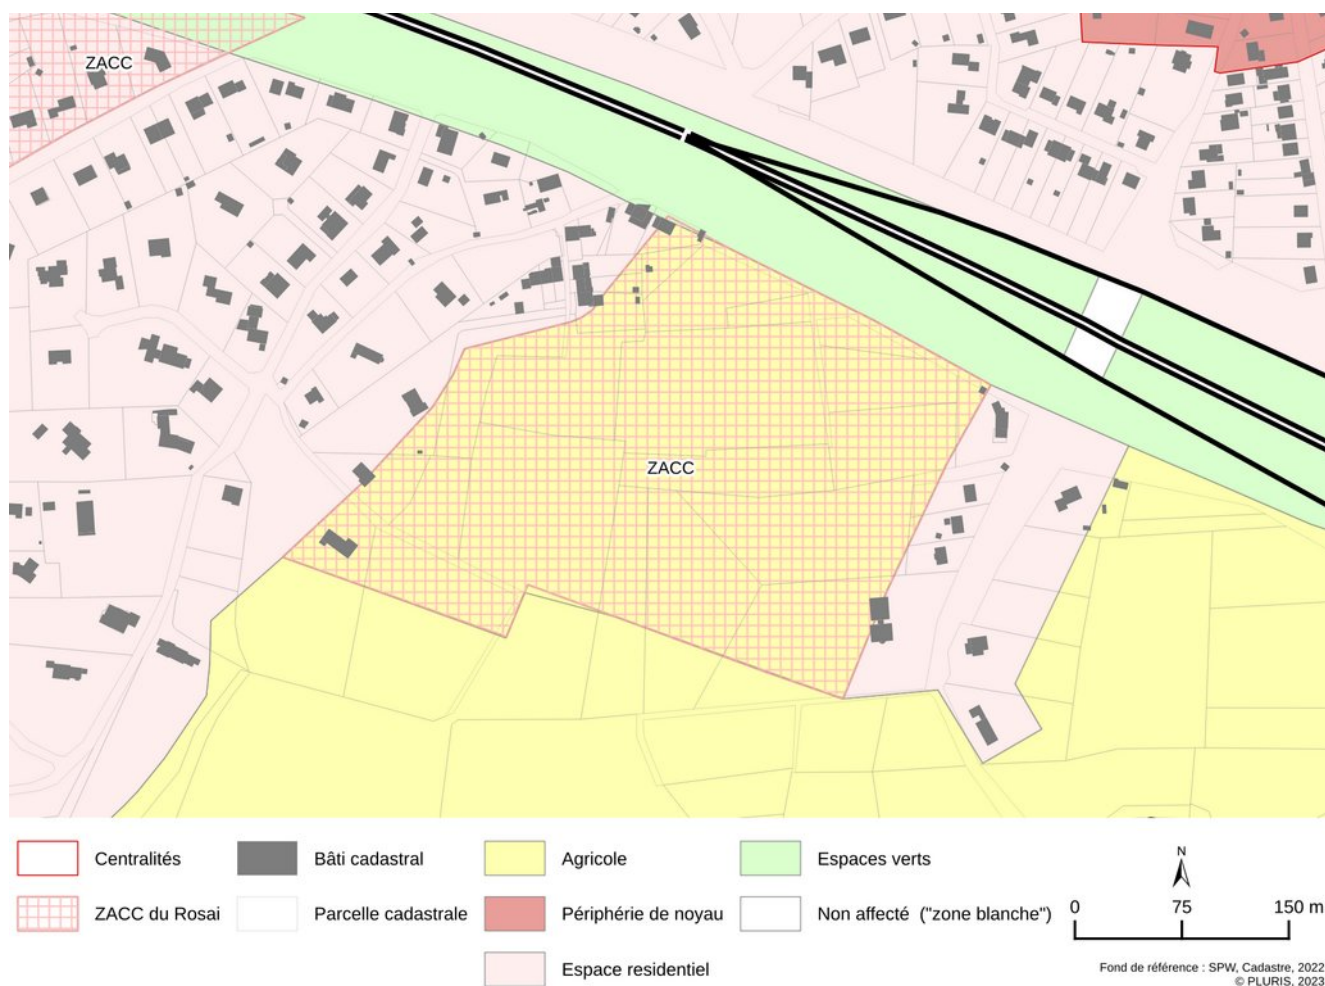 ZACC
ZACC
Centralités
Bâti cadastral
Agricole
Espaces verts
N
ZACC du Rosai
Parcelle cadastrale
Périphérie de noyau
Non affecté ("zone blanche")
0 75 150 m
Espace residentiel
Fond de référence : SPW, Cadastre, 2022
© PLURIS, 2023